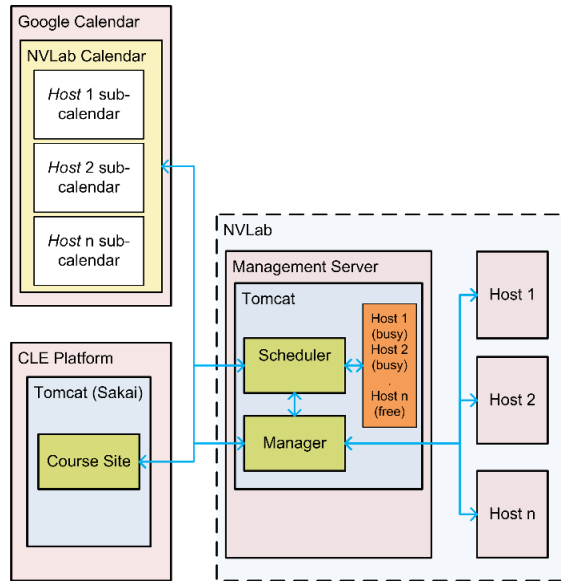 Google Calendar
NVLab Calendar
Host 1 sub-
calendar
Host 2 sub-
calendar
Host n sub-
calendar
CLE Platform
Tomcat (Sakai)
Course Site
NVLab
Management Server
Tomcat
Scheduler
Manager
Host 1
(busy)
Host 2
(busy)
.
Host n
(free)
Host 1
Host 2
Host n